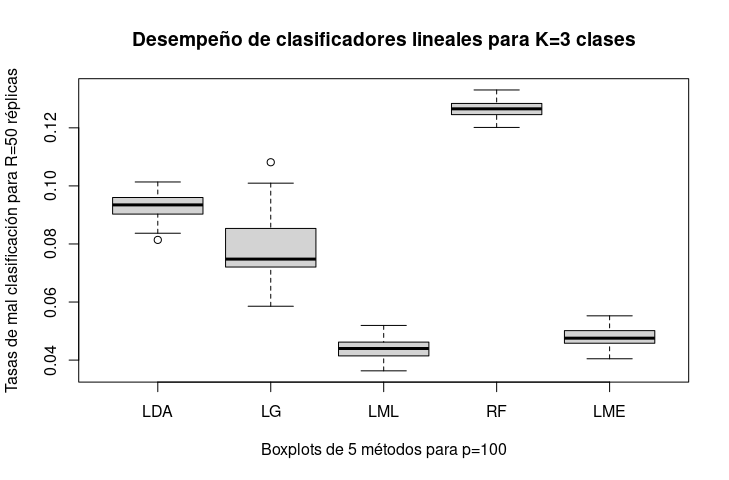 Desempeño de clasificadores lineales para K=3 clases
Tasas de mal clasificación para R=50 réplicas
0.12
0.10
0.08
0.06
0.04
LDA LG LML RF LME
Boxplots de 5 métodos para p=100